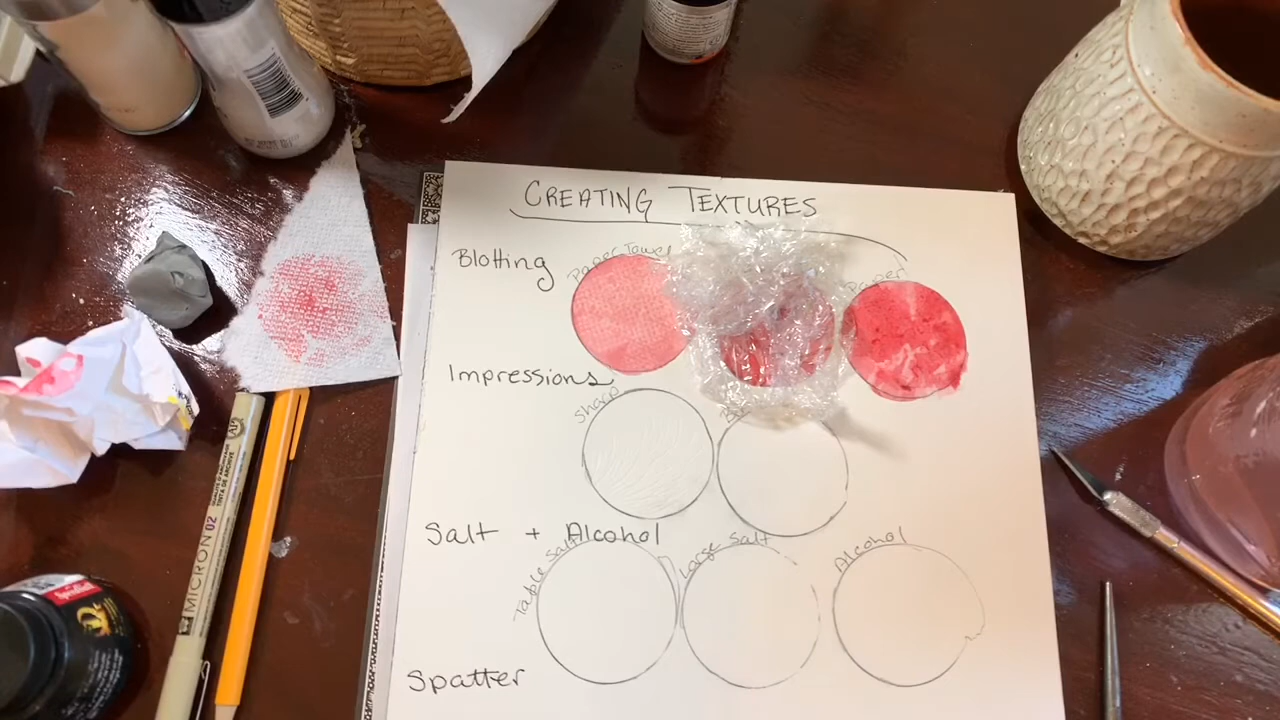 CREATING TEXTURES
Blotting
Paper Towel
Paper
Impressions
Sharp
Salt + Alcohol
Table Salt
Large Salt
Alcohol
Spatter
MICRON 02